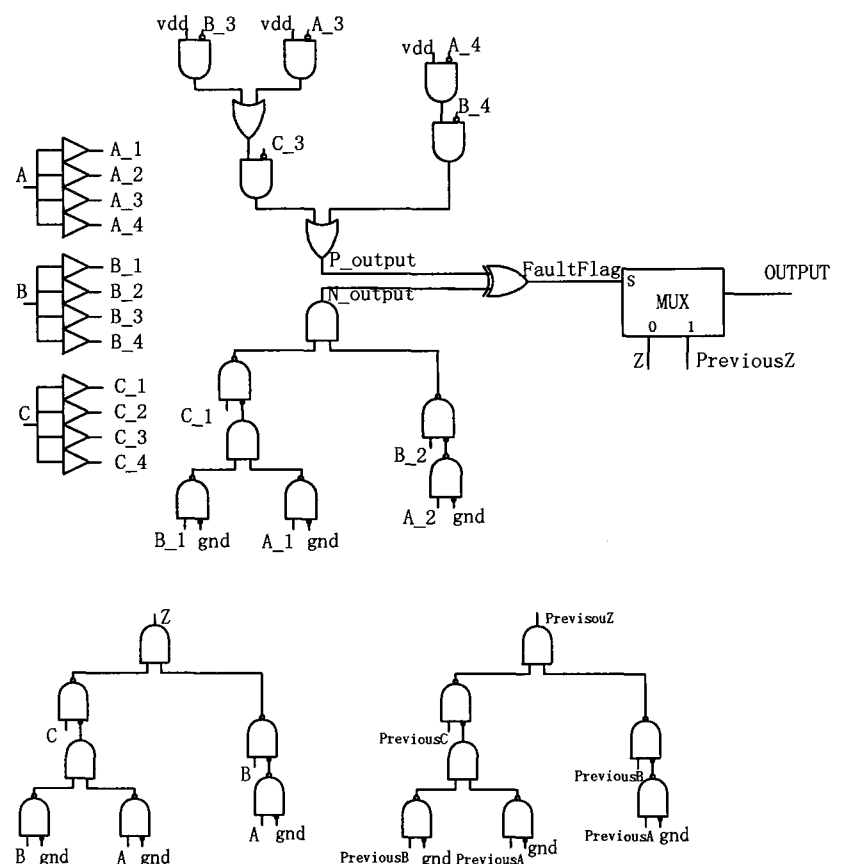 vdd B_3 vdd A_3
vdd A_4
B_4
C_3
A
A_1
A_2
A_3
A_4
B
B_1
B_2
B_3
B_4
C
C_1
C_2
C_3
C_4
P_output
N_output
FaultFlag
S
MUX
0 1
OUTPUT
Z
PreviousZ
C_1
B_2
A_2 gnd
B_1 gnd A_1 gnd
Z
C
B
A gnd
B gnd A gnd
PrevisouZ
PreviousC
PreviousB
PreviousA gnd
PreviousB gnd PreviousA gnd